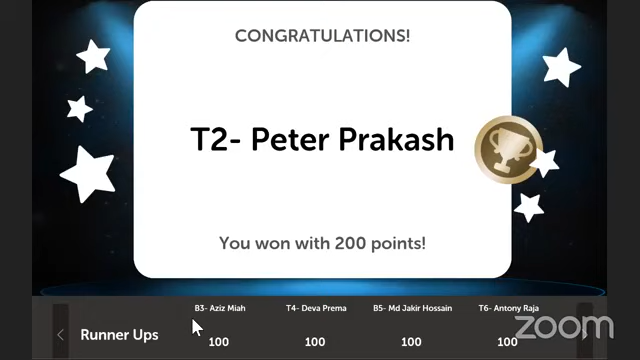 CONGRATULATIONS!
T2- Peter Prakash
You won with 200 points!
Runner Ups
B3- Aziz Miah
100
T4- Deva Prema
100
B5- Md Jakir Hossain
100
T6- Antony Raja
100
zoom